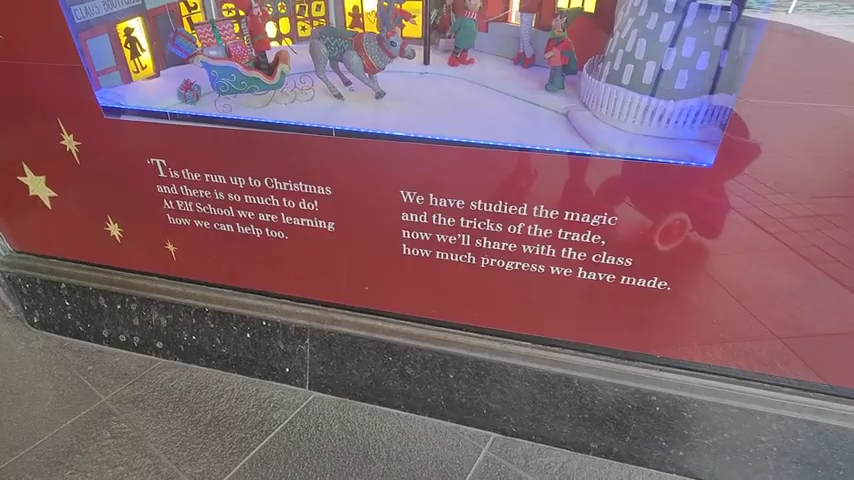 CLAUS BOUTIQUE
'Tis the run up to Christmas
and there is so much to do!
At Elf School we are learning
how we can help too.
We have studied the magic
and the tricks of the trade,
now we'll share with the class
how much progress we have made.